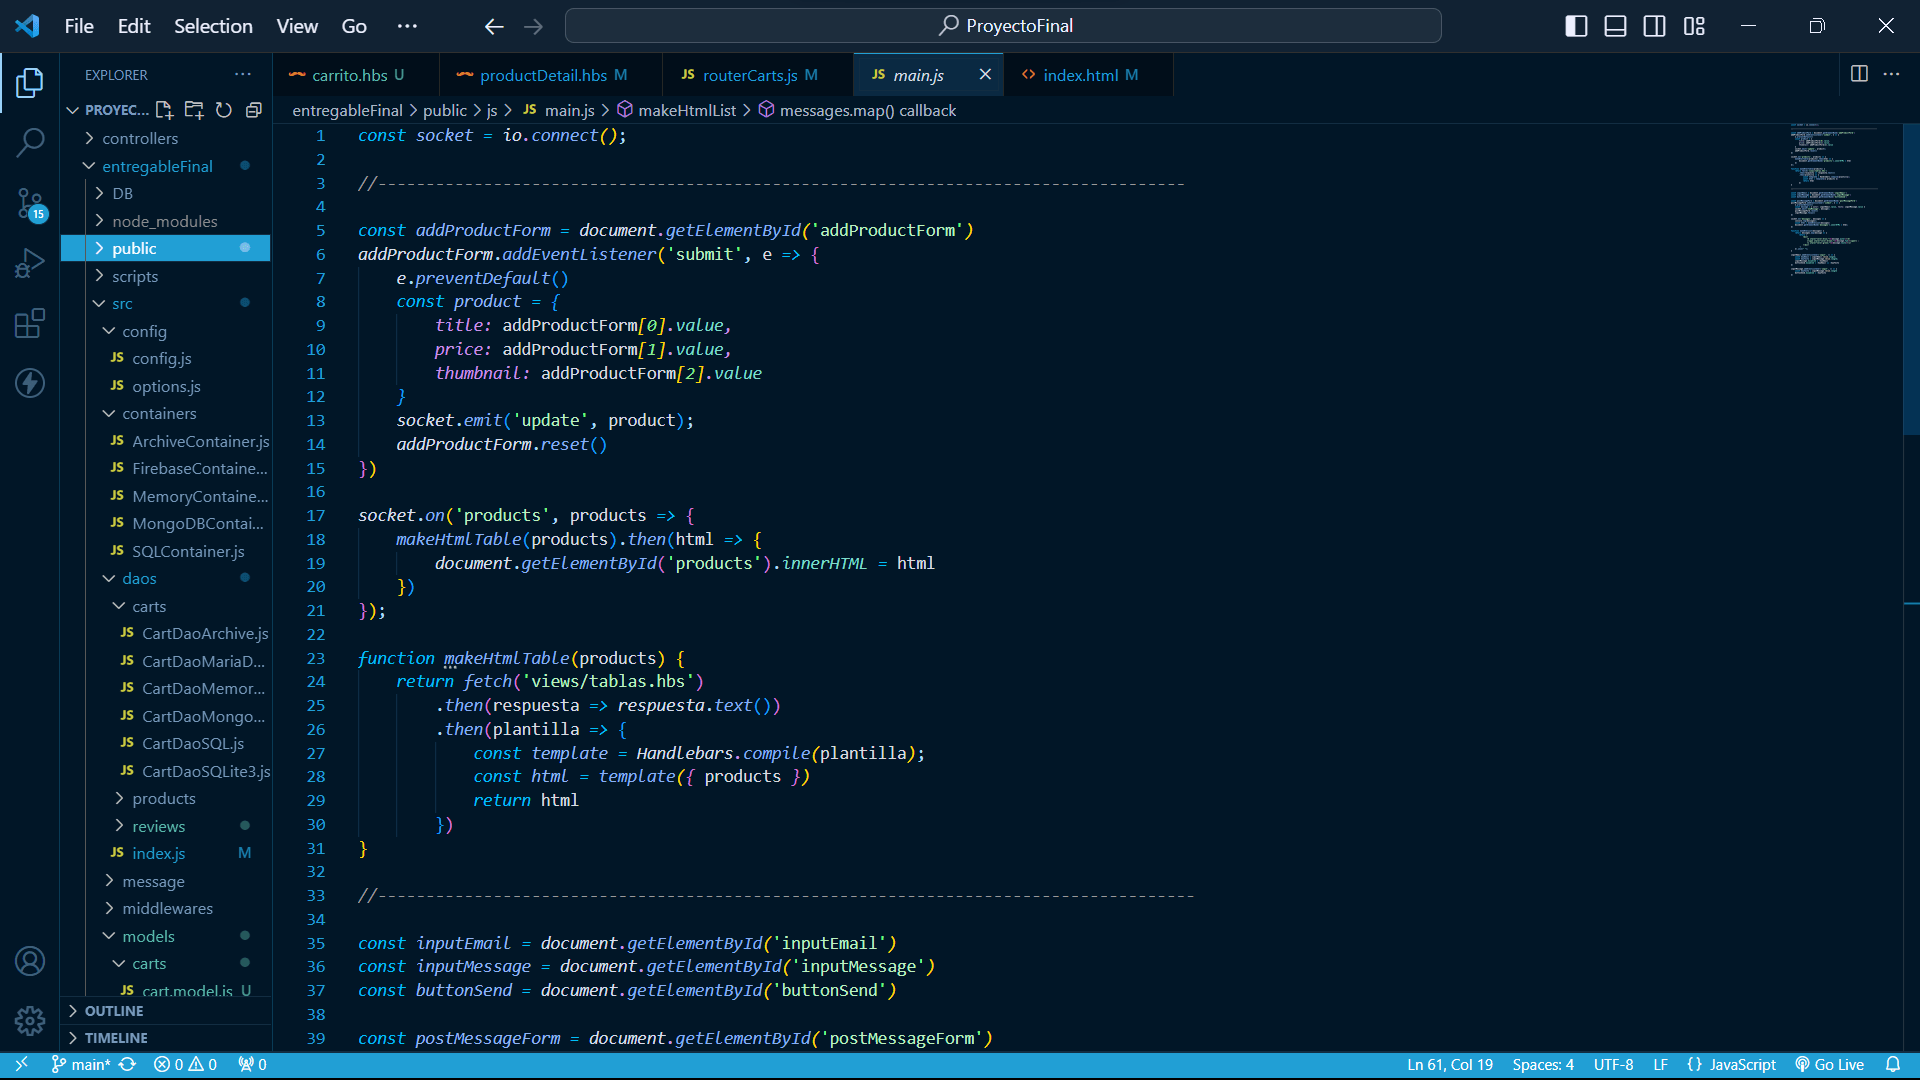 File Edit Selection View Go ···
ProyectoFinal
EXPLORER ···
carrito.hbs U
productDetail.hbs M
JS routerCarts.js M
JS main.js
<> index.html M
PROYEC...
entregableFinal > public > js > JS main.js > makeHtmlList > messages.map() callback
controllers
entregableFinal
DB
node_modules
public
scripts
src
config
JS config.js
JS options.js
containers
JS ArchiveContainer.js
JS FirebaseContaine...
JS MemoryContaine...
JS MongoDBContai...
JS SQLContainer.js
daos
carts
JS CartDaoArchive.js
JS CartDaoMariaD...
JS CartDaoMemor...
JS CartDaoMongo...
JS CartDaoSQL.js
JS CartDaoSQLite3.js
products
reviews
JS index.js M
message
middlewares
models
carts
JS cart.model.js U
OUTLINE
TIMELINE
15
1 const socket = io.connect();
2
3 //------------------------------------------------------------------------------------
4
5 const addProductForm = document.getElementById('addProductForm')
6 addProductForm.addEventListener('submit', e => {
7 e.preventDefault()
8 const product = {
9 title: addProductForm[0].value,
10 price: addProductForm[1].value,
11 thumbnail: addProductForm[2].value
12 }
13 socket.emit('update', product);
14 addProductForm.reset()
15 })
16
17 socket.on('products', products => {
18 makeHtmlTable(products).then(html => {
19 document.getElementById('products').innerHTML = html
20 })
21 });
22
23 function makeHtmlTable(products) {
24 return fetch('views/tablas.hbs')
25 .then(respuesta => respuesta.text())
26 .then(plantilla => {
27 const template = Handlebars.compile(plantilla);
28 const html = template({ products })
29 return html
30 })
31 }
32
33 //-------------------------------------------------------------------------------------
34
35 const inputEmail = document.getElementById('inputEmail')
36 const inputMessage = document.getElementById('inputMessage')
37 const buttonSend = document.getElementById('buttonSend')
38
39 const postMessageForm = document.getElementById('postMessageForm')
main* 0 0 0
Ln 61, Col 19 Spaces: 4 UTF-8 LF {} JavaScript Go Live